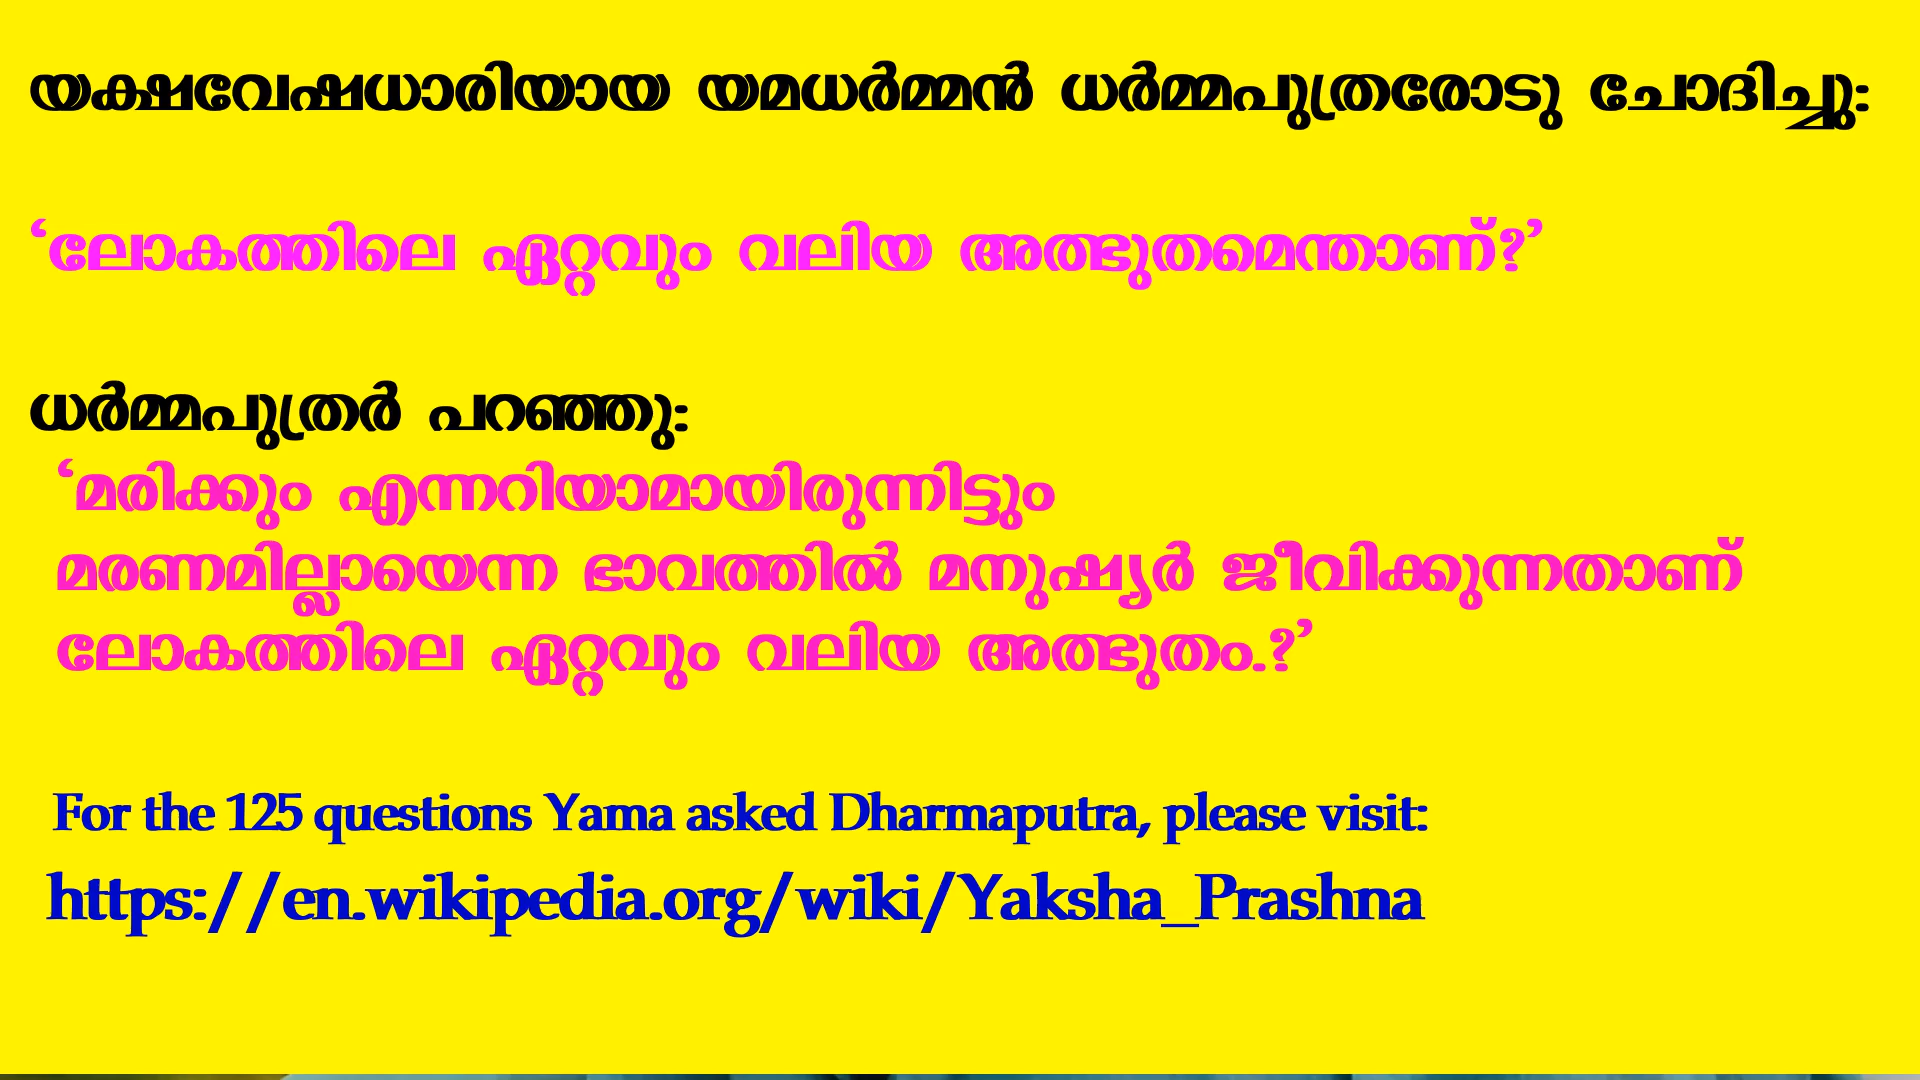 യക്ഷവേഷധാരിയായ യമധർമ്മൻ ധർമ്മപുത്രരോടു ചോദിച്ചു:
‘ലോകത്തിലെ ഏറ്റവും വലിയ അത്ഭുതമെന്താണ്?’
ധർമ്മപുത്രർ പറഞ്ഞു:
‘മരിക്കും എന്നറിയാമായിരുന്നിട്ടും
മരണമില്ലായെന്ന ഭാവത്തിൽ മനുഷ്യർ ജീവിക്കുന്നതാണ്
ലോകത്തിലെ ഏറ്റവും വലിയ അത്ഭുതം.?’
For the 125 questions Yama asked Dharmaputra, please visit:
https://en.wikipedia.org/wiki/Yaksha_Prashna